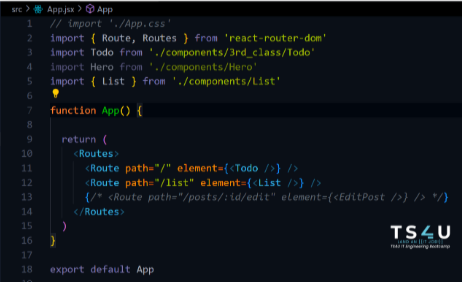 src > App.jsx > App
1 // import './App.css'
2 import { Route, Routes } from 'react-router-dom'
3 import Todo from './components/3rd_class/Todo'
4 import Hero from './components/Hero'
5 import { List } from './components/List'
6
7 function App() {
8
9 return (
10 <Routes>
11 <Route path="/" element={<Todo />} />
12 <Route path="/list" element={<List />} />
13 {/* <Route path="/posts/:id/edit" element={<EditPost />} /> */}
14 </Routes>
15 )
16 }
17
18 export default App
TS4U